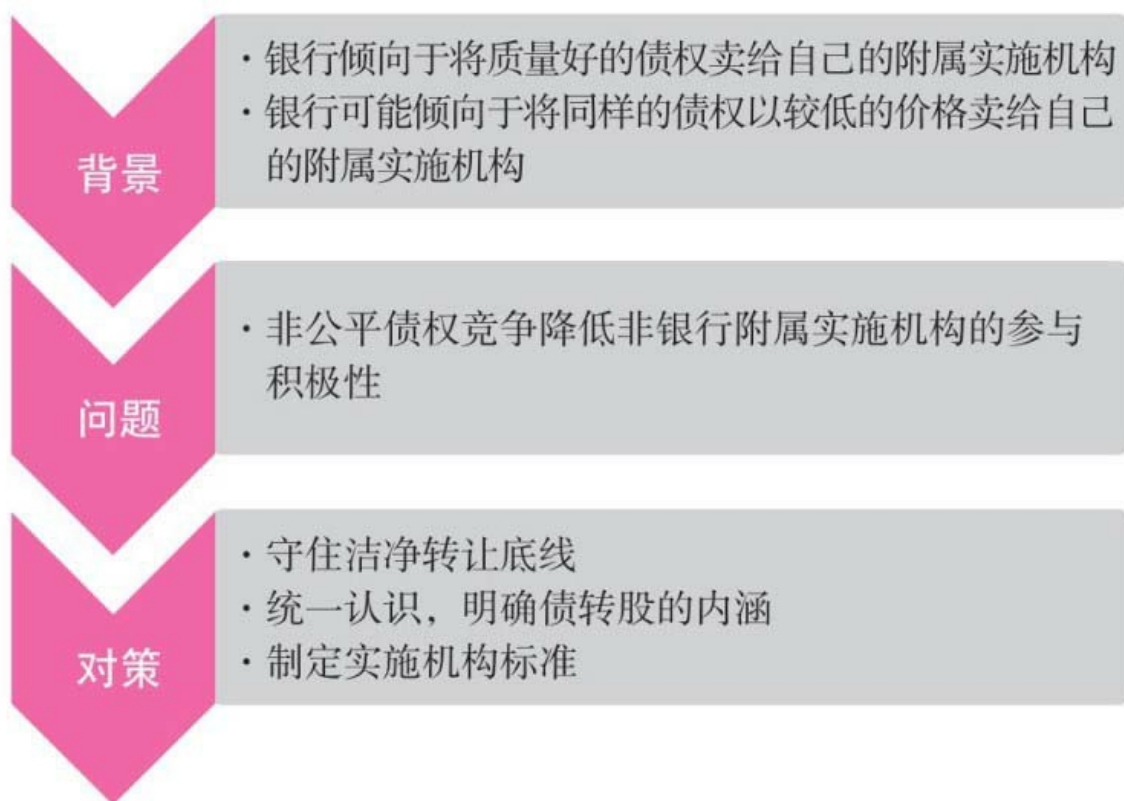 背景
·银行倾向于将质量好的债权卖给自己的附属实施机构
·银行可能倾向于将同样的债权以较低的价格卖给自己
的附属实施机构
问题
·非公平债权竞争降低非银行附属实施机构的参与
积极性
对策
·守住洁净转让底线
·统一认识，明确债转股的内涵
·制定实施机构标准